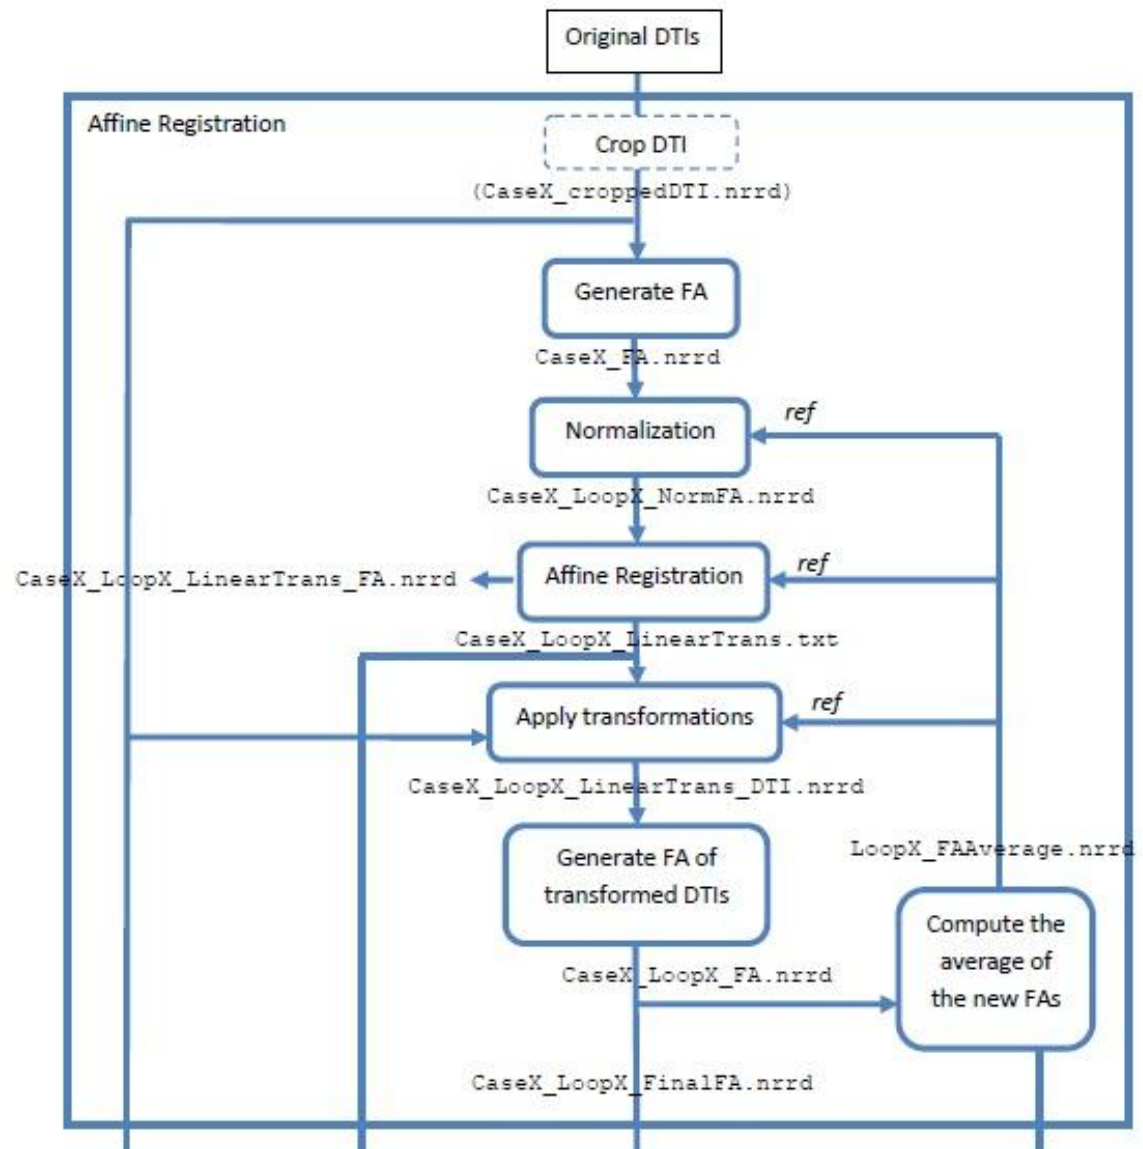 Original DTIs
Affine Registration
Crop DTI
(CaseX_croppedDTI.nrrd)
Generate FA
CaseX_FA.nrrd
ref
Normalization
CaseX_LoopX_NormFA.nrrd
ref
Affine Registration
CaseX_LoopX_LinearTrans_FA.nrrd
CaseX_LoopX_LinearTrans.txt
ref
Apply transformations
CaseX_LoopX_LinearTrans_DTI.nrrd
Generate FA of
transformed DTIs
LoopX_FAAverage.nrrd
Compute the
average of
the new FAs
CaseX_LoopX_FA.nrrd
CaseX_LoopX_FinalFA.nrrd